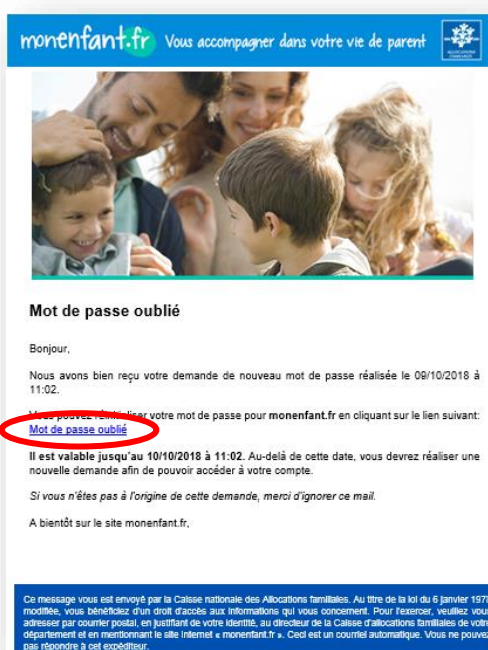 monenfant.fr Vous accompagner dans votre vie de parent
ALLOCATIONS
FAMILIALES
Mot de passe oublié
Bonjour,
Nous avons bien reçu votre demande de nouveau mot de passe réalisée le 09/10/2018 à
11:02.
Vous pouvez réinitialiser votre mot de passe pour monenfant.fr en cliquant sur le lien suivant:
Mot de passe oublié
Il est valable jusqu'au 10/10/2018 à 11:02. Au-delà de cette date, vous devrez réaliser une
nouvelle demande afin de pouvoir accéder à votre compte.
Si vous n'êtes pas à l'origine de cette demande, merci d'ignorer ce mail.
A bientôt sur le site monenfant.fr,
Ce message vous est envoyé par la Caisse nationale des Allocations familiales. Au titre de la loi du 6 janvier 1978
modifiée, vous bénéficiez d'un droit d'accès aux informations qui vous concernent. Pour l'exercer, veuillez vous
adresser par courrier postal, en justifiant de votre identité, au directeur de la Caisse d'allocations familiales de votre
département et en mentionnant le site Internet « monenfant.fr ». Ceci est un courriel automatique. Vous ne pouvez
pas répondre à cet expéditeur.